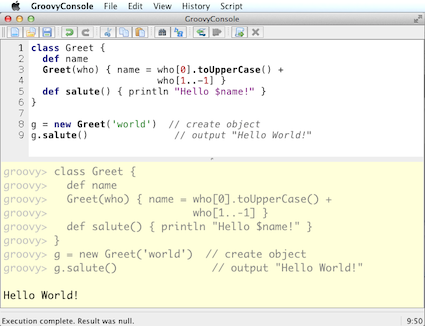 GroovyConsole File Edit View History Script
GroovyConsole
1 class Greet {
2   def name
3   Greet(who) { name = who[0].toUpperCase() +
4                       who[1..-1] }
5   def salute() { println "Hello $name!" }
6 }
7
8 g = new Greet('world')  // create object
9 g.salute()              // output "Hello World!"
groovy> class Greet {
groovy>   def name
groovy>   Greet(who) { name = who[0].toUpperCase() +
groovy>                       who[1..-1] }
groovy>   def salute() { println "Hello $name!" }
groovy> }
groovy> g = new Greet('world')  // create object
groovy> g.salute()              // output "Hello World!"
Hello World!
Execution complete. Result was null. 9:50